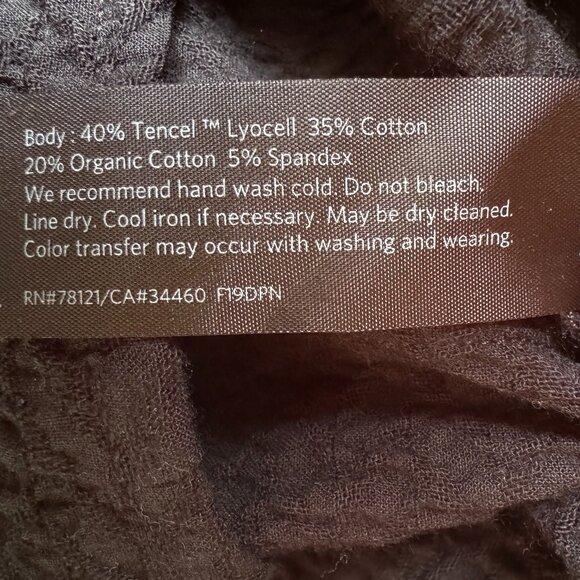 Body : 40% Tencel ™ Lyocell 35% Cotton
20% Organic Cotton 5% Spandex
We recommend hand wash cold. Do not bleach.
Line dry. Cool iron if necessary. May be dry cleaned.
Color transfer may occur with washing and wearing.
RN#78121/CA#34460 F19DPN